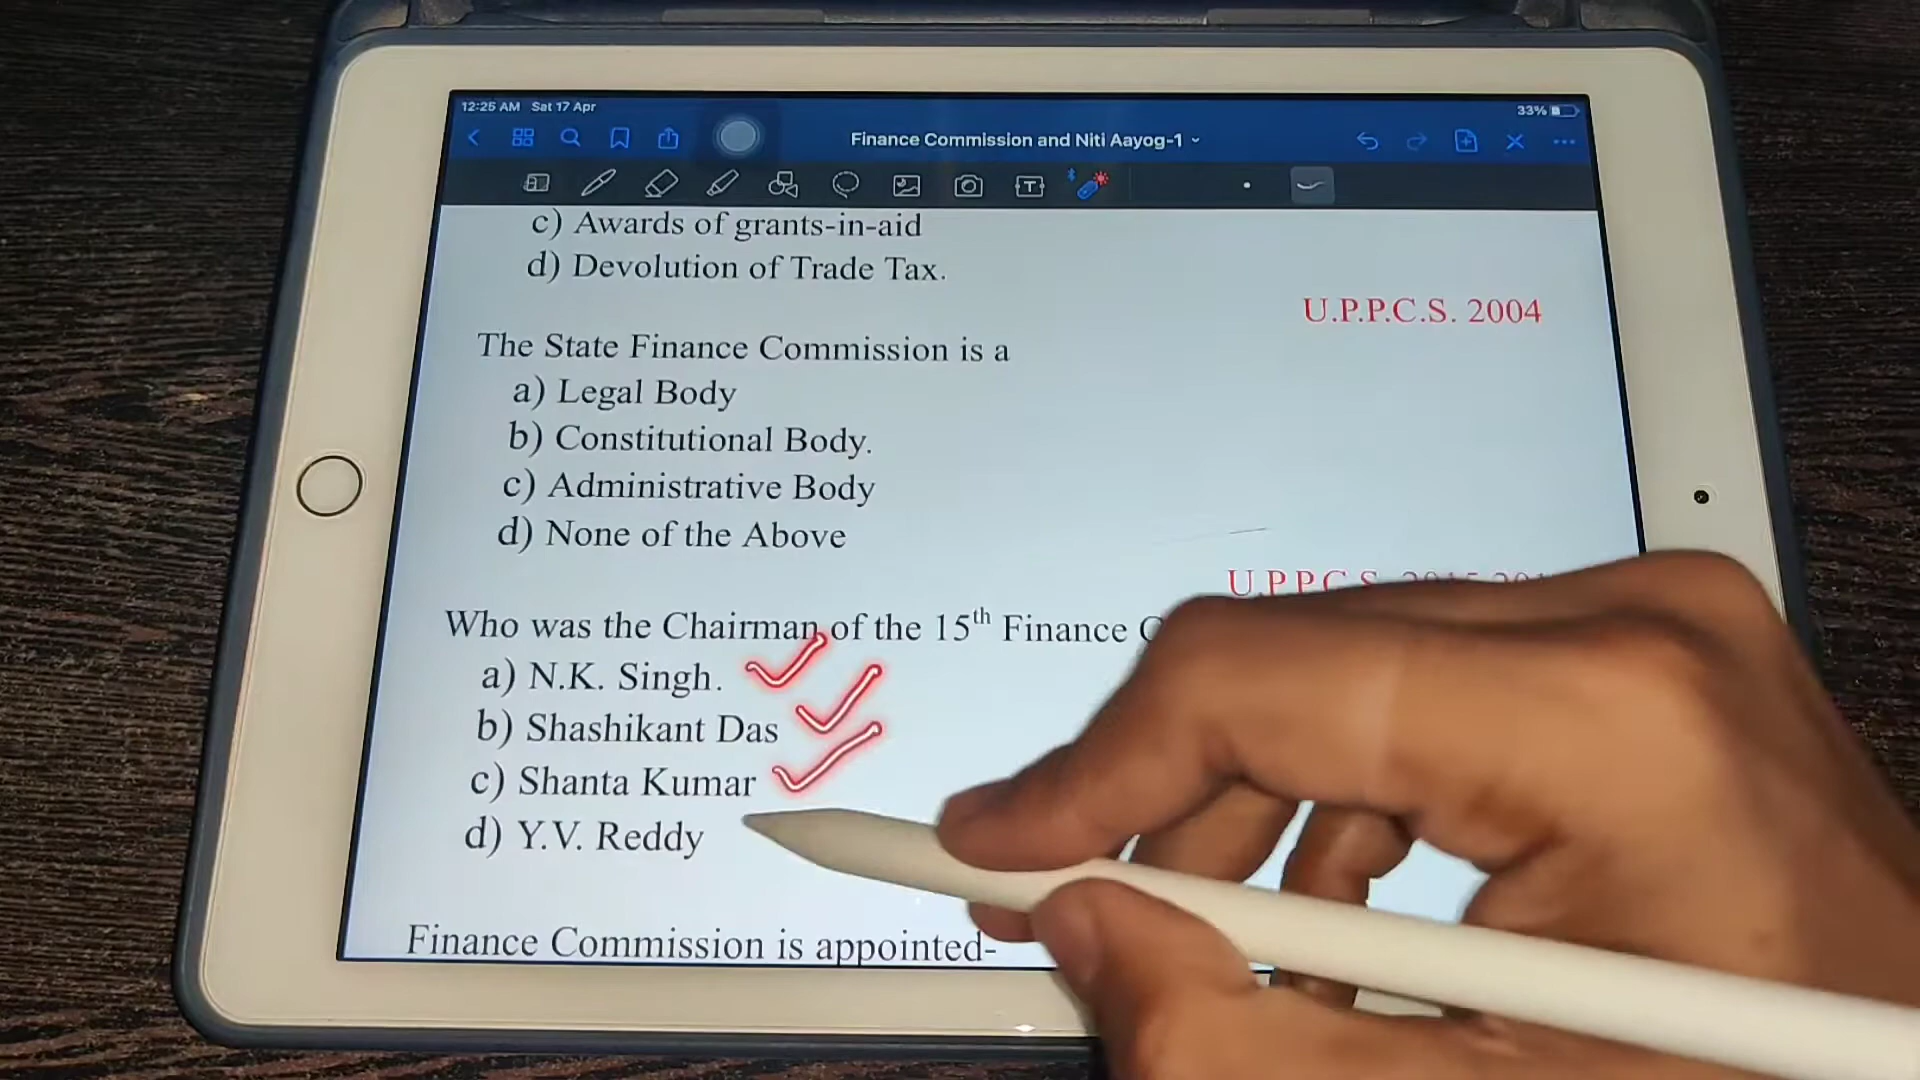 12:25 AM Sat 17 Apr
33%
Finance Commission and Niti Aayog-1
T
c) Awards of grants-in-aid
d) Devolution of Trade Tax.
U.P.P.C.S. 2004
The State Finance Commission is a
a) Legal Body
b) Constitutional Body.
c) Administrative Body
d) None of the Above
U.P.P.C.S.
Who was the Chairman of the 15th Finance
a) N.K. Singh.
b) Shashikant Das
c) Shanta Kumar
d) Y.V. Reddy
Finance Commission is appointed-